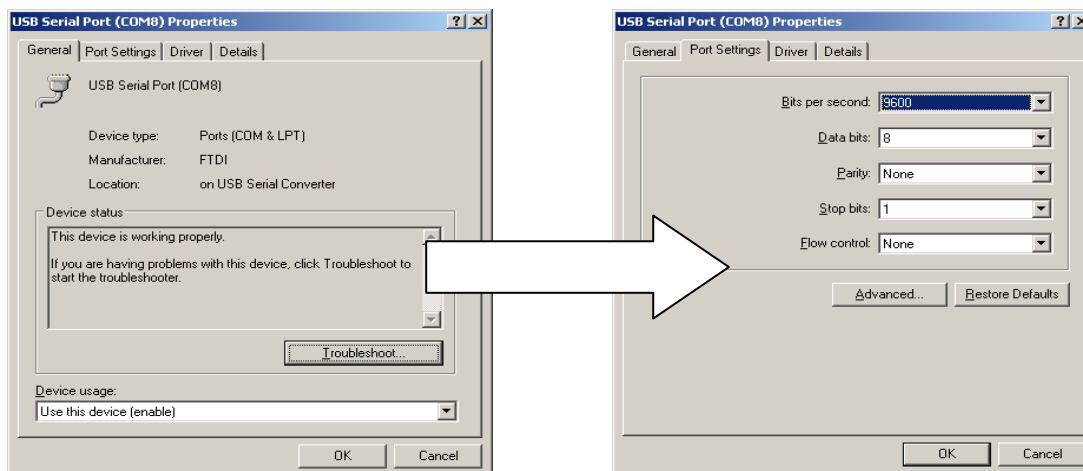 USB Serial Port (COM8) Properties
General Port Settings Driver Details
USB Serial Port (COM8)
Device type: Ports (COM & LPT)
Manufacturer: FTDI
Location: on USB Serial Converter
Device status
This device is working properly.
If you are having problems with this device, click Troubleshoot to
start the troubleshooter.
Troubleshoot...
Device usage:
Use this device (enable)
OK Cancel
USB Serial Port (COM8) Properties
General Port Settings Driver Details
Bits per second: 9600
Data bits: 8
Parity: None
Stop bits: 1
Flow control: None
Advanced... Restore Defaults
OK Cancel